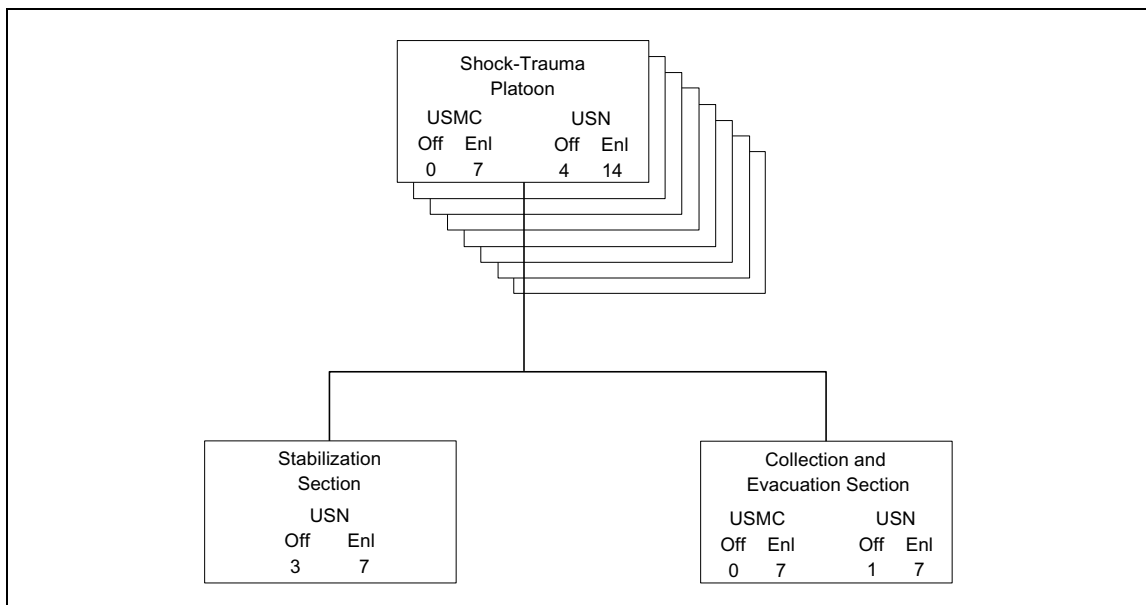 Shock-Trauma
Platoon
USMC USN
Off Enl Off Enl
0 7 4 14
Stabilization
Section
USN
Off Enl
3 7
Collection and
Evacuation Section
USMC USN
Off Enl Off Enl
0 7 1 7